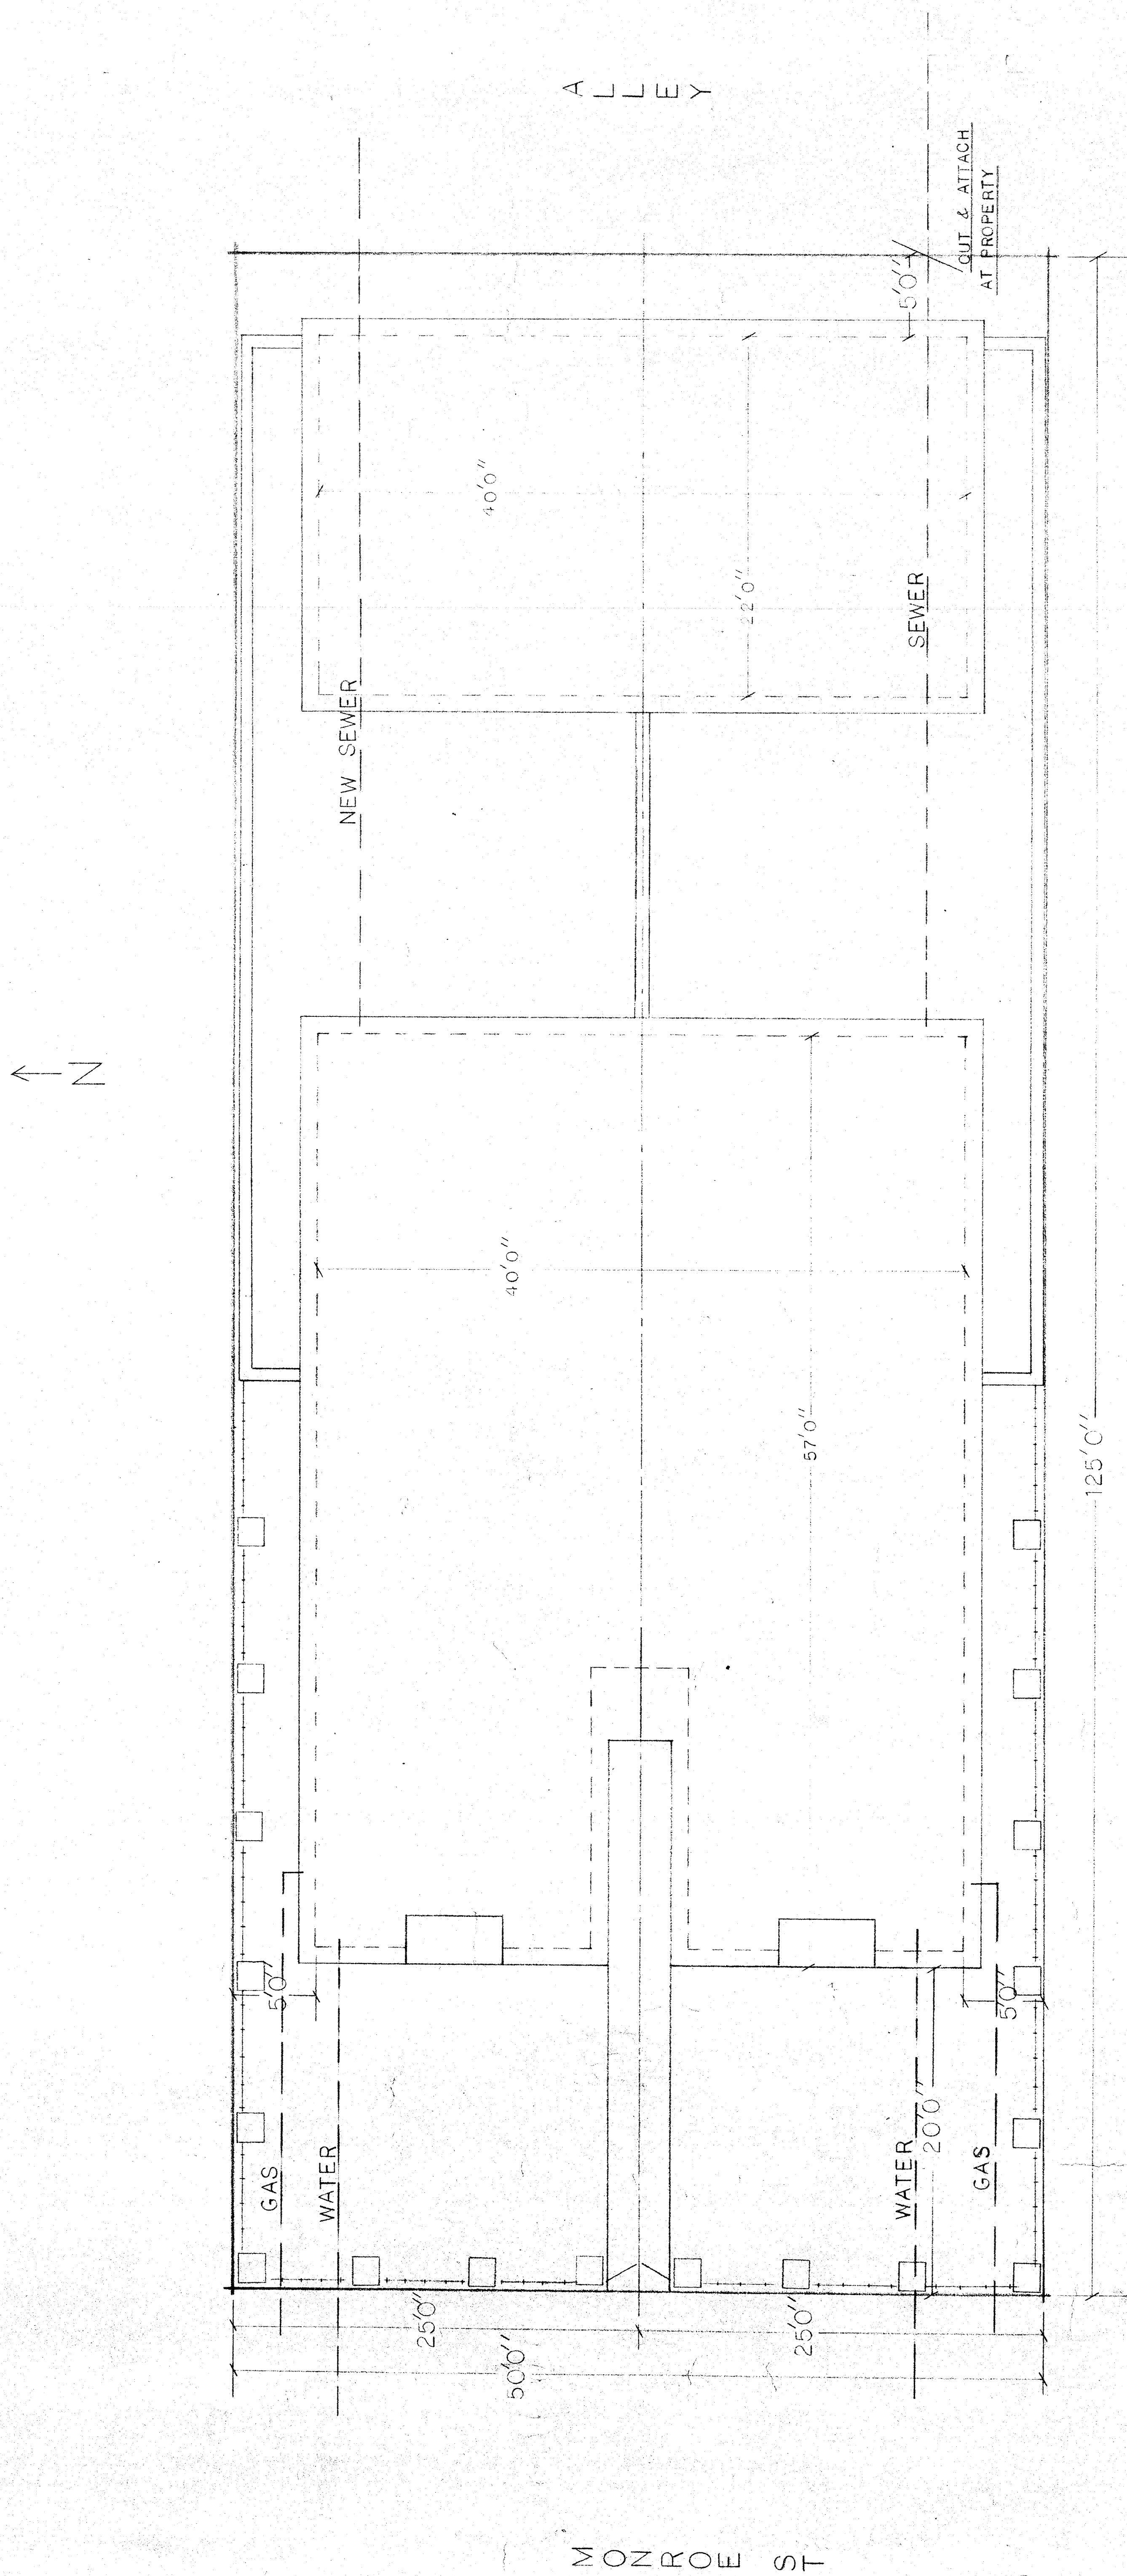 ALLEY
CUT & ATTACH
AT PROPERTY
5'0"
40'0"
22'0"
SEWER
NEW SEWER
N
40'0"
57'0"
125'0"
5'0"
5'0"
GAS
WATER
WATER
20'0"
GAS
25'0"
25'0"
50'0"
MONROE ST